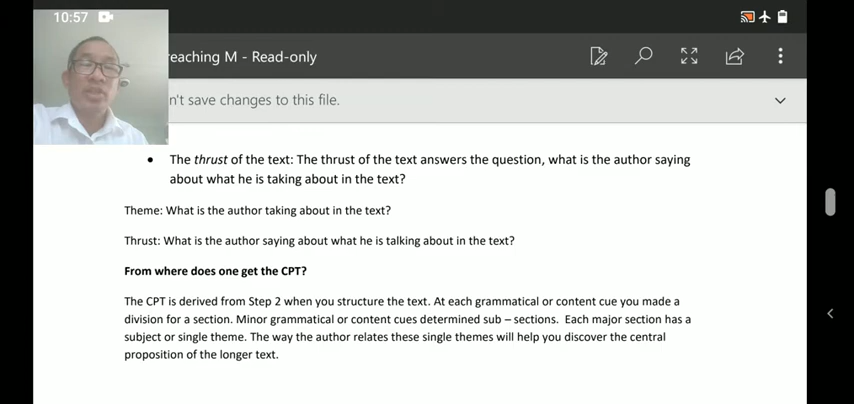 10:57
reaching M - Read-only
n't save changes to this file.
• The thrust of the text: The thrust of the text answers the question, what is the author saying
about what he is taking about in the text?
Theme: What is the author taking about in the text?
Thrust: What is the author saying about what he is talking about in the text?
From where does one get the CPT?
The CPT is derived from Step 2 when you structure the text. At each grammatical or content cue you made a
division for a section. Minor grammatical or content cues determined sub – sections. Each major section has a
subject or single theme. The way the author relates these single themes will help you discover the central
proposition of the longer text.